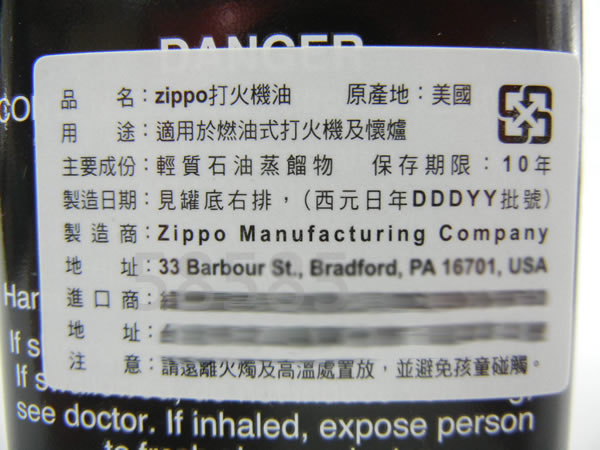 DANGER
品　　名：zippo打火機油　　原產地：美國
CO
用　　途：適用於燃油式打火機及懷爐
主要成份：輕質石油蒸餾物　　保存期限：10年
製造日期：見罐底右排，（西元日年DDDYY批號）
製造商：Zippo Manufacturing Company
地　　址：33 Barbour St., Bradford, PA 16701, USA
58585
進口商：
Har
地　　址：
If s
注　　意：請遠離火燭及高溫處置放，並避免孩童碰觸。
If s
see doctor. If inhaled, expose person